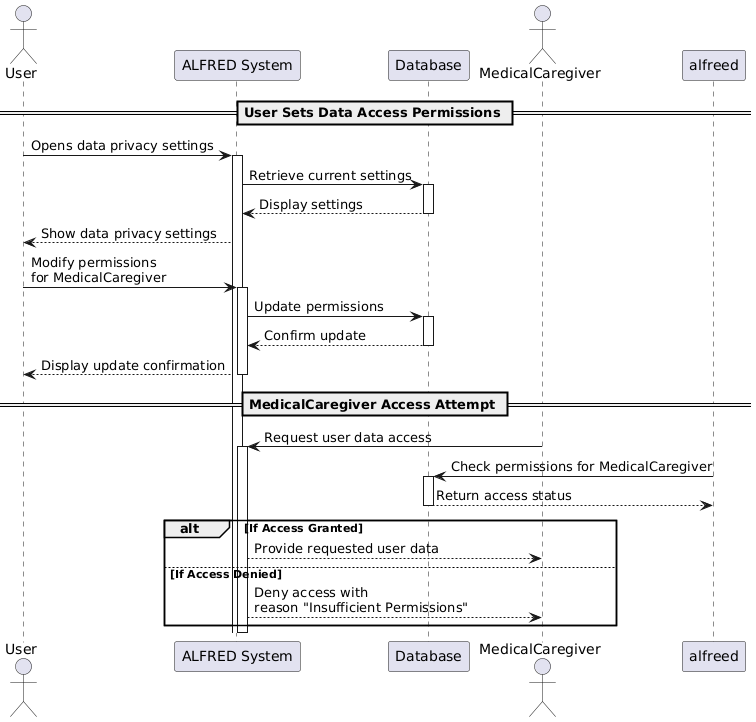 User
ALFRED System
Database
MedicalCaregiver
alfreed
User Sets Data Access Permissions
Opens data privacy settings
Retrieve current settings
Display settings
Show data privacy settings
Modify permissions
for MedicalCaregiver
Update permissions
Confirm update
Display update confirmation
MedicalCaregiver Access Attempt
Request user data access
Check permissions for MedicalCaregiver
Return access status
alt
[If Access Granted]
Provide requested user data
[If Access Denied]
Deny access with
reason "Insufficient Permissions"
User
ALFRED System
Database
MedicalCaregiver
alfreed